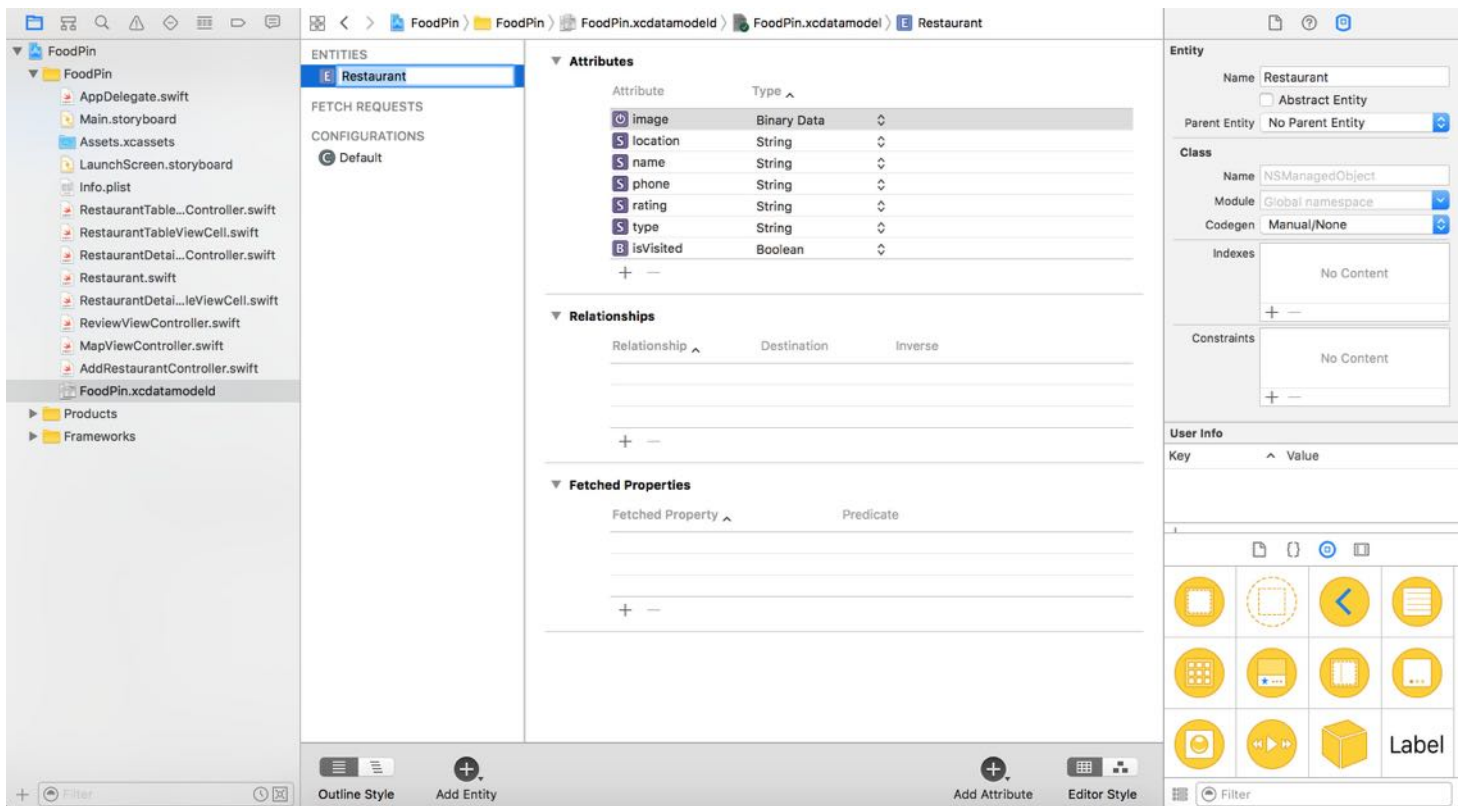 FoodPin 〉 FoodPin 〉 FoodPin.xcdatamodeld 〉 FoodPin.xcdatamodel 〉 E Restaurant
FoodPin
FoodPin
AppDelegate.swift
Main.storyboard
Assets.xcassets
LaunchScreen.storyboard
Info.plist
RestaurantTable...Controller.swift
RestaurantTableViewCell.swift
RestaurantDetai...Controller.swift
Restaurant.swift
RestaurantDetai...leViewCell.swift
ReviewViewController.swift
MapViewController.swift
AddRestaurantController.swift
FoodPin.xcdatamodeld
Products
Frameworks
Filter
ENTITIES
E Restaurant
FETCH REQUESTS
CONFIGURATIONS
C Default
Outline Style
Add Entity
Attributes
Attribute Type
image Binary Data
S location String
S name String
S phone String
S rating String
S type String
B isVisited Boolean
Relationships
Relationship Destination Inverse
Fetched Properties
Fetched Property Predicate
Add Attribute
Editor Style
Entity
Name Restaurant
Abstract Entity
Parent Entity No Parent Entity
Class
Name NSManagedObject
Module Global namespace
Codegen Manual/None
Indexes
No Content
Constraints
No Content
User Info
Key Value
Label
Filter